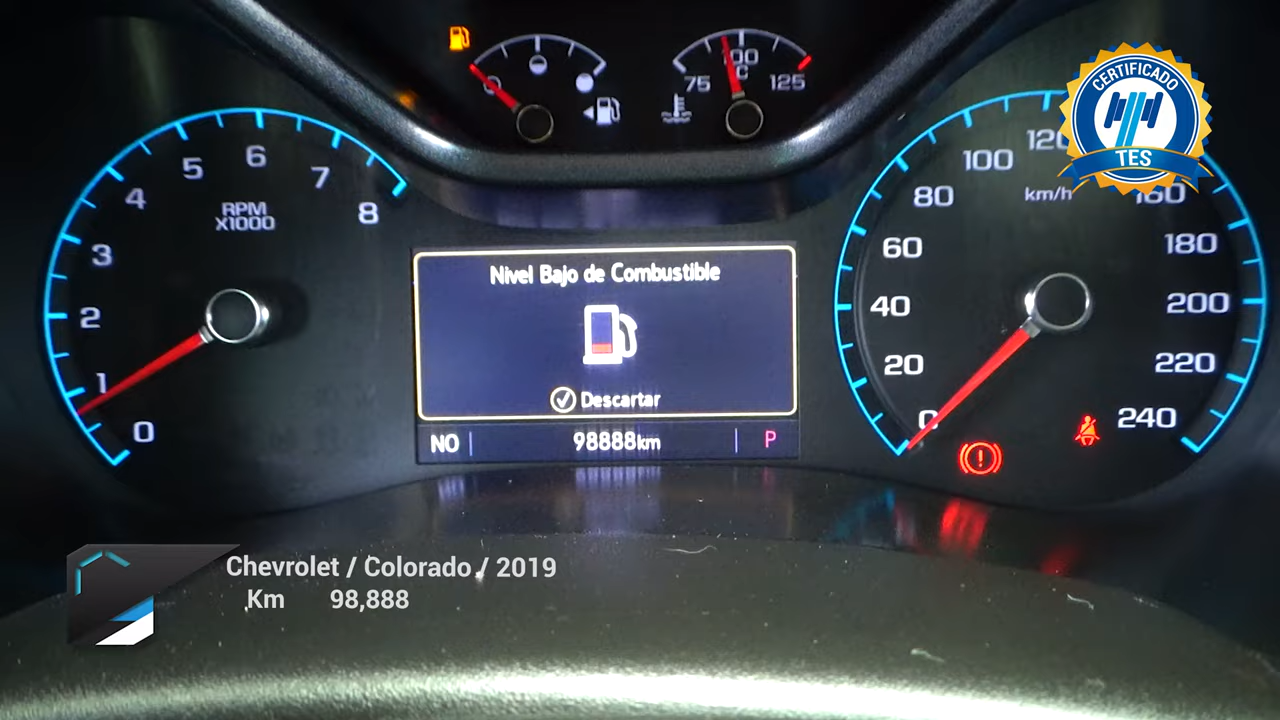 75
100
°C
125
1
2
3
4
5
6
7
8
0
RPM
X1000
Nivel Bajo de Combustible
Descartar
NO
98888km
P
0
20
40
60
80
100
120
160
180
200
220
240
km/h
CERTIFICADO
TES
Chevrolet / Colorado / 2019
Km 98,888